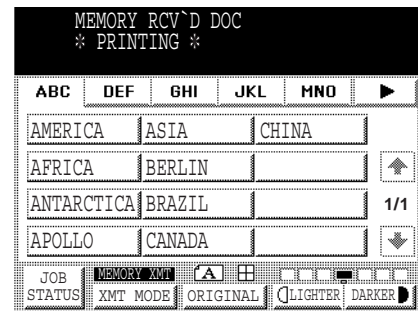 MEMORY RCV`D DOC
※ PRINTING ※
ABC DEF GHI JKL MNO
AMERICA ASIA CHINA
AFRICA BERLIN
ANTARCTICA BRAZIL 1/1
APOLLO CANADA
JOB STATUS
MEMORY XMT A
XMT MODE ORIGINAL LIGHTER DARKER